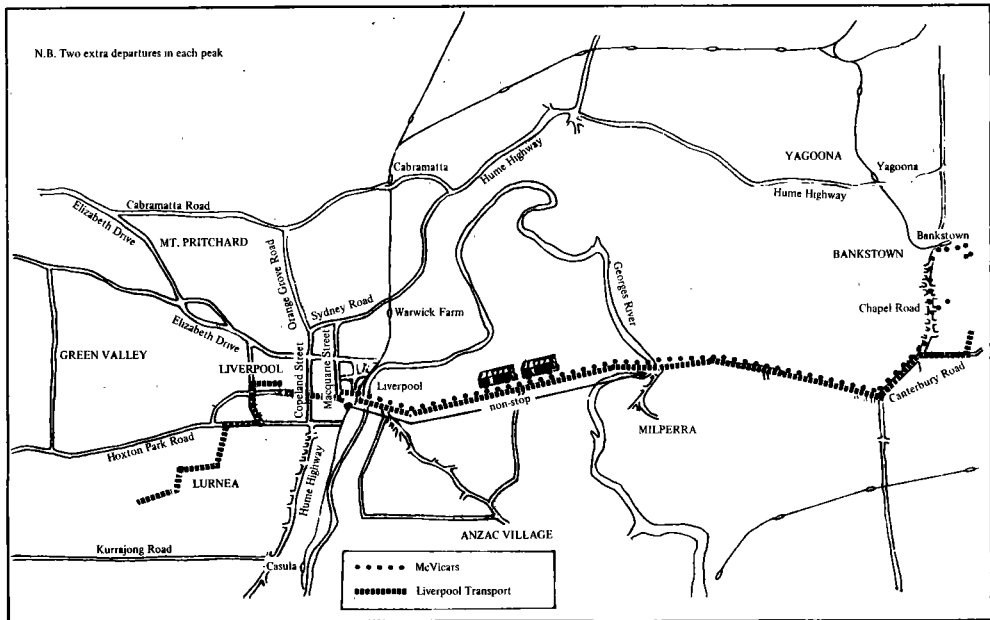 N.B. Two extra departures in each peak
Cabramatta
Hume Highway
YAGOONA
Yagoona
Hume Highway
Cabramatta Road
Elizabeth Drive
MT. PRITCHARD
Orange Grove Road
Bankstown
BANKSTOWN
Georges River
Sydney Road
Warwick Farm
Chapel Road
Elizabeth Drive
GREEN VALLEY
LIVERPOOL
Copeland Street
Macquarie Street
Liverpool
non-stop
Canterbury Road
MILPERRA
Hoxton Park Road
LURNEA
Hume Highway
ANZAC VILLAGE
Kurrajong Road
Casula
McVicars
Liverpool Transport